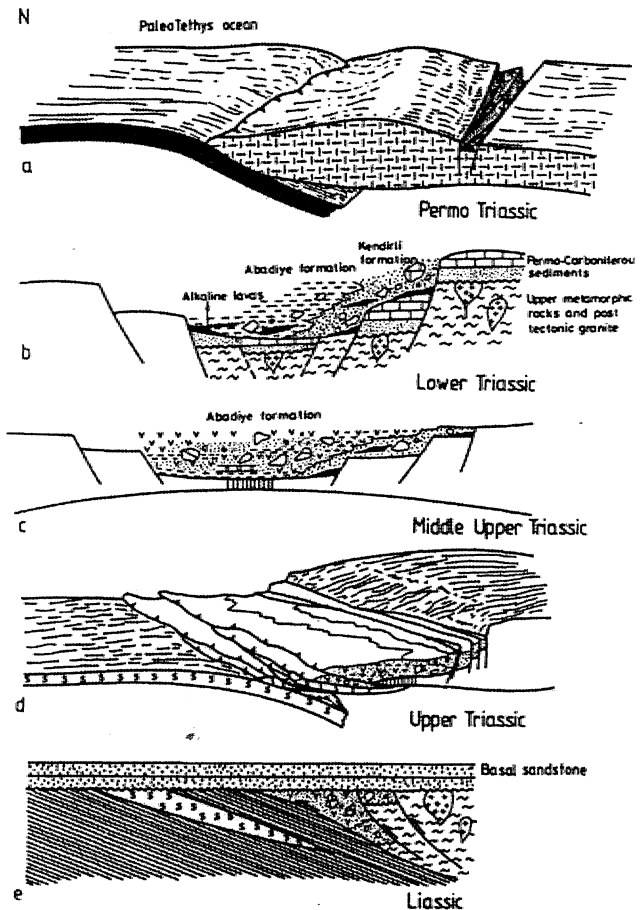 N
PaleoTethys ocean
a
Permo Triassic
Kendirli
formation
Abadiye formation
Alkaline lavas
Permo-Carboniferous
sediments
Upper metamorphic
rocks and post
tectonic granite
b
Lower Triassic
Abadiye formation
c
Middle Upper Triassic
d
Upper Triassic
Basal sandstone
e
Liassic